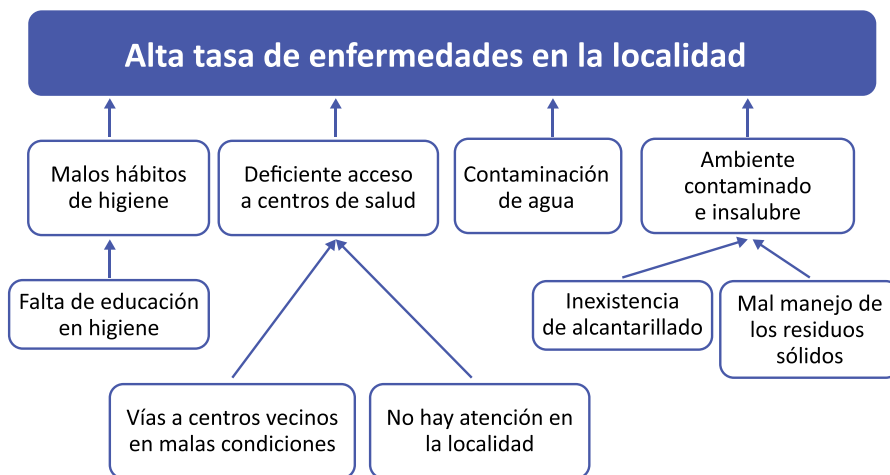 Alta tasa de enfermedades en la localidad
Malos hábitos
de higiene
Deficiente acceso
a centros de salud
Contaminación
de agua
Ambiente
contaminado
e insalubre
Falta de educación
en higiene
Inexistencia
de alcantarillado
Mal manejo de
los residuos
sólidos
Vías a centros vecinos
en malas condiciones
No hay atención en
la localidad